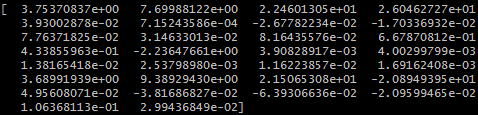 [ 3.75370837e+00 7.69988122e+00 2.24601305e+01 2.60462727e+01
3.93002878e-02 7.15243586e-04 -2.67782234e-02 -1.70336932e-02
7.76371825e-02 3.14633013e-02 8.16435576e-02 6.67870812e-01
4.33855963e-01 -2.23647661e+00 3.90828917e-03 4.00299799e-03
1.38165418e-02 2.53798980e-03 1.16223857e-02 1.69162408e-03
3.68991939e+00 9.38929430e+00 2.15065308e+01 -2.08949395e+01
4.95608071e-02 -3.81686827e-02 -6.39306636e-02 -2.09599465e-02
1.06368113e-01 2.99436849e-02]